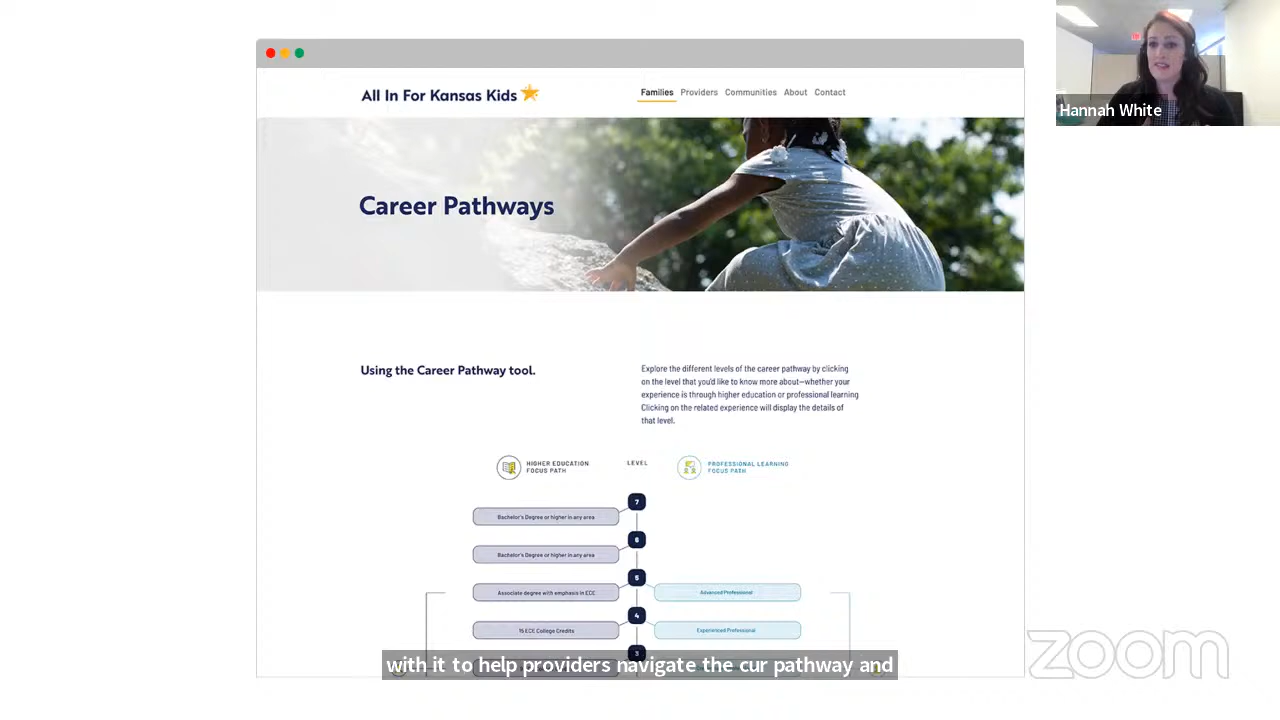 All In For Kansas Kids
Families Providers Communities About Contact
Hannah White
Career Pathways
Using the Career Pathway tool.
Explore the different levels of the career pathway by clicking
on the level that you'd like to know more about—whether your
experience is through higher education or professional learning
Clicking on the related experience will display the details of
that level.
HIGHER EDUCATION
FOCUS PATH
LEVEL
PROFESSIONAL LEARNING
FOCUS PATH
7
Bachelor's Degree or higher in any area
6
Bachelor's Degree or higher in any area
5
Associate degree with emphasis in ECE
Advanced Professional
4
15 ECE College Credits
Experienced Professional
3
with it to help providers navigate the cur pathway and
zoom